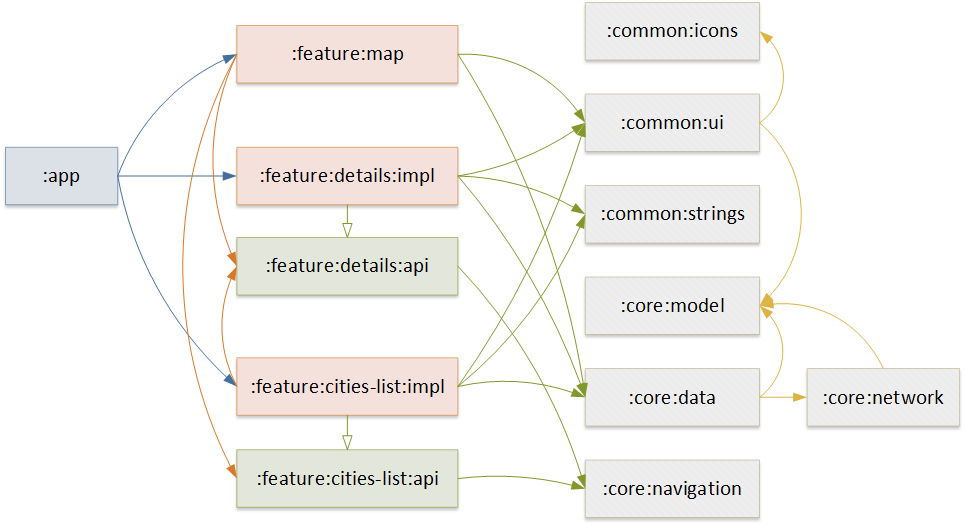 :app
:feature:map
:feature:details:impl
:feature:details:api
:feature:cities-list:impl
:feature:cities-list:api
:common:icons
:common:ui
:common:strings
:core:model
:core:data
:core:navigation
:core:network